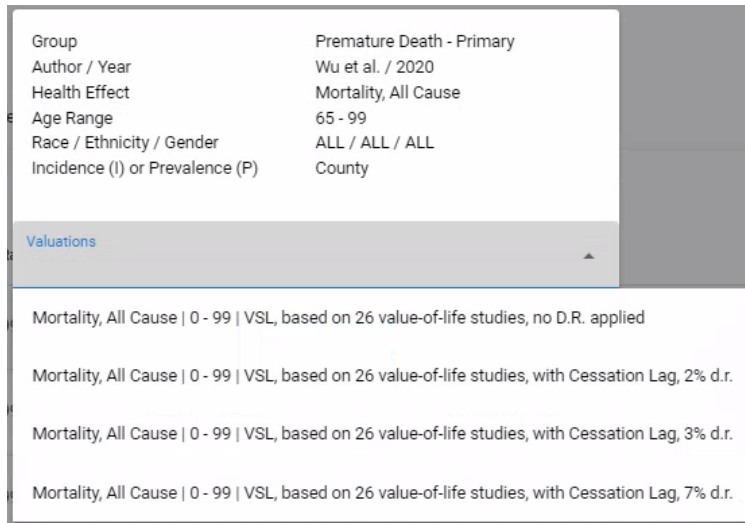 Group Premature Death - Primary
Author / Year Wu et al. / 2020
Health Effect Mortality, All Cause
Age Range 65 - 99
Race / Ethnicity / Gender ALL / ALL / ALL
Incidence (I) or Prevalence (P) County
Valuations
Mortality, All Cause | 0 - 99 | VSL, based on 26 value-of-life studies, no D.R. applied
Mortality, All Cause | 0 - 99 | VSL, based on 26 value-of-life studies, with Cessation Lag, 2% d.r.
Mortality, All Cause | 0 - 99 | VSL, based on 26 value-of-life studies, with Cessation Lag, 3% d.r.
Mortality, All Cause | 0 - 99 | VSL, based on 26 value-of-life studies, with Cessation Lag, 7% d.r.